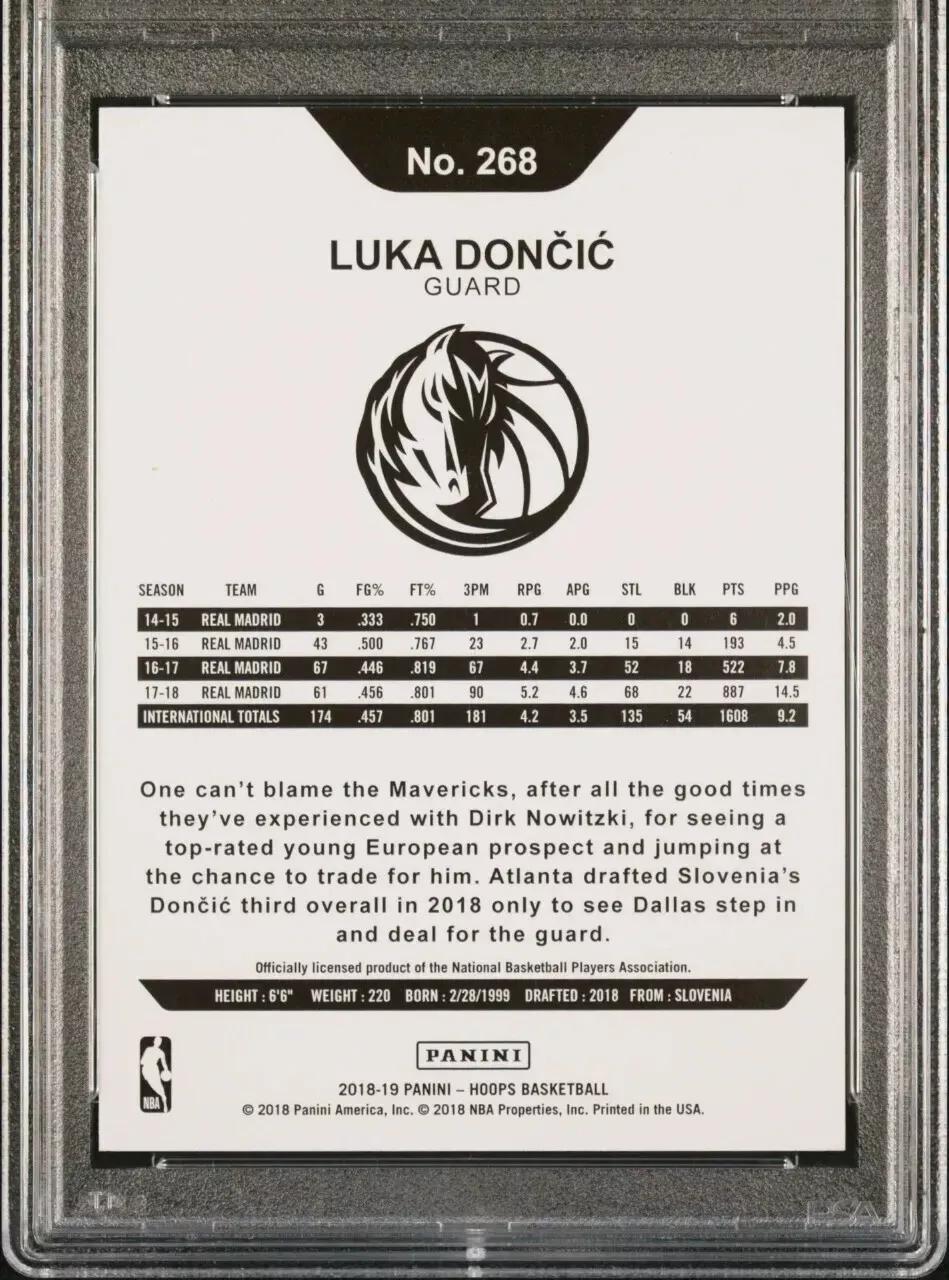 No. 268
LUKA DONČIĆ
GUARD
SEASON TEAM G FG% FT% 3PM RPG APG STL BLK PTS PPG
14-15 REAL MADRID 3 .333 .750 1 0.7 0.0 0 0 6 2.0
15-16 REAL MADRID 43 .500 .767 23 2.7 2.0 15 14 193 4.5
16-17 REAL MADRID 67 .446 .819 67 4.4 3.7 52 18 522 7.8
17-18 REAL MADRID 61 .456 .801 90 5.2 4.6 68 22 887 14.5
INTERNATIONAL TOTALS 174 .457 .801 181 4.2 3.5 135 54 1608 9.2
One can't blame the Mavericks, after all the good times
they've experienced with Dirk Nowitzki, for seeing a
top-rated young European prospect and jumping at
the chance to trade for him. Atlanta drafted Slovenia's
Dončić third overall in 2018 only to see Dallas step in
and deal for the guard.
Officially licensed product of the National Basketball Players Association.
HEIGHT : 6'6" WEIGHT : 220 BORN : 2/28/1999 DRAFTED : 2018 FROM : SLOVENIA
PANINI
NBA
2018-19 PANINI – HOOPS BASKETBALL
© 2018 Panini America, Inc. © 2018 NBA Properties, Inc. Printed in the USA.
PSA